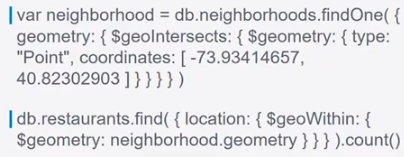 var neighborhood = db.neighborhoods.findOne( {
geometry: { $geoIntersects: { $geometry: { type:
"Point", coordinates: [ -73.93414657,
40.82302903 ] } } } } )
db.restaurants.find( { location: { $geoWithin: {
$geometry: neighborhood.geometry } } } ).count()